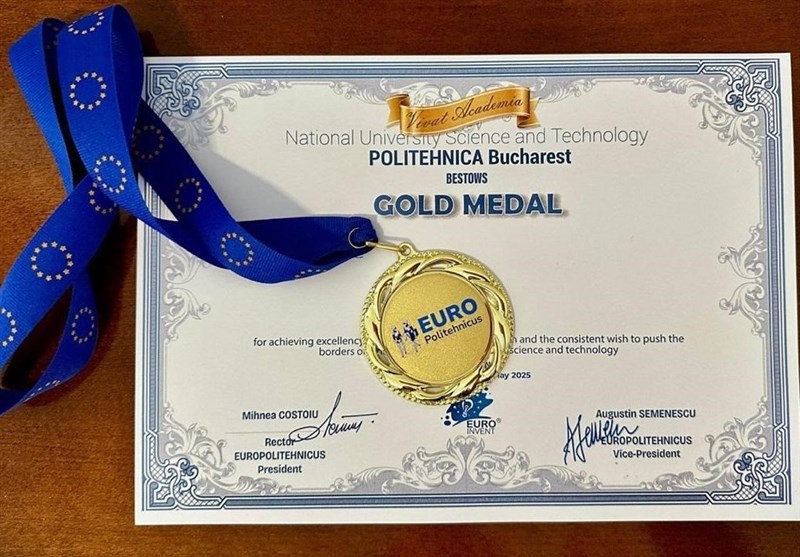 Vivat Academia
National University Science and Technology
POLITEHNICA Bucharest
BESTOWS
GOLD MEDAL
EURO
Politehnicus
for achieving excellency and the consistent wish to push the
borders science and technology
2025
EURO
INVENT
Mihnea COSTOIU
Rector
EUROPOLITEHNICUS
President
Augustin SEMENESCU
EUROPOLITEHNICUS
Vice-President